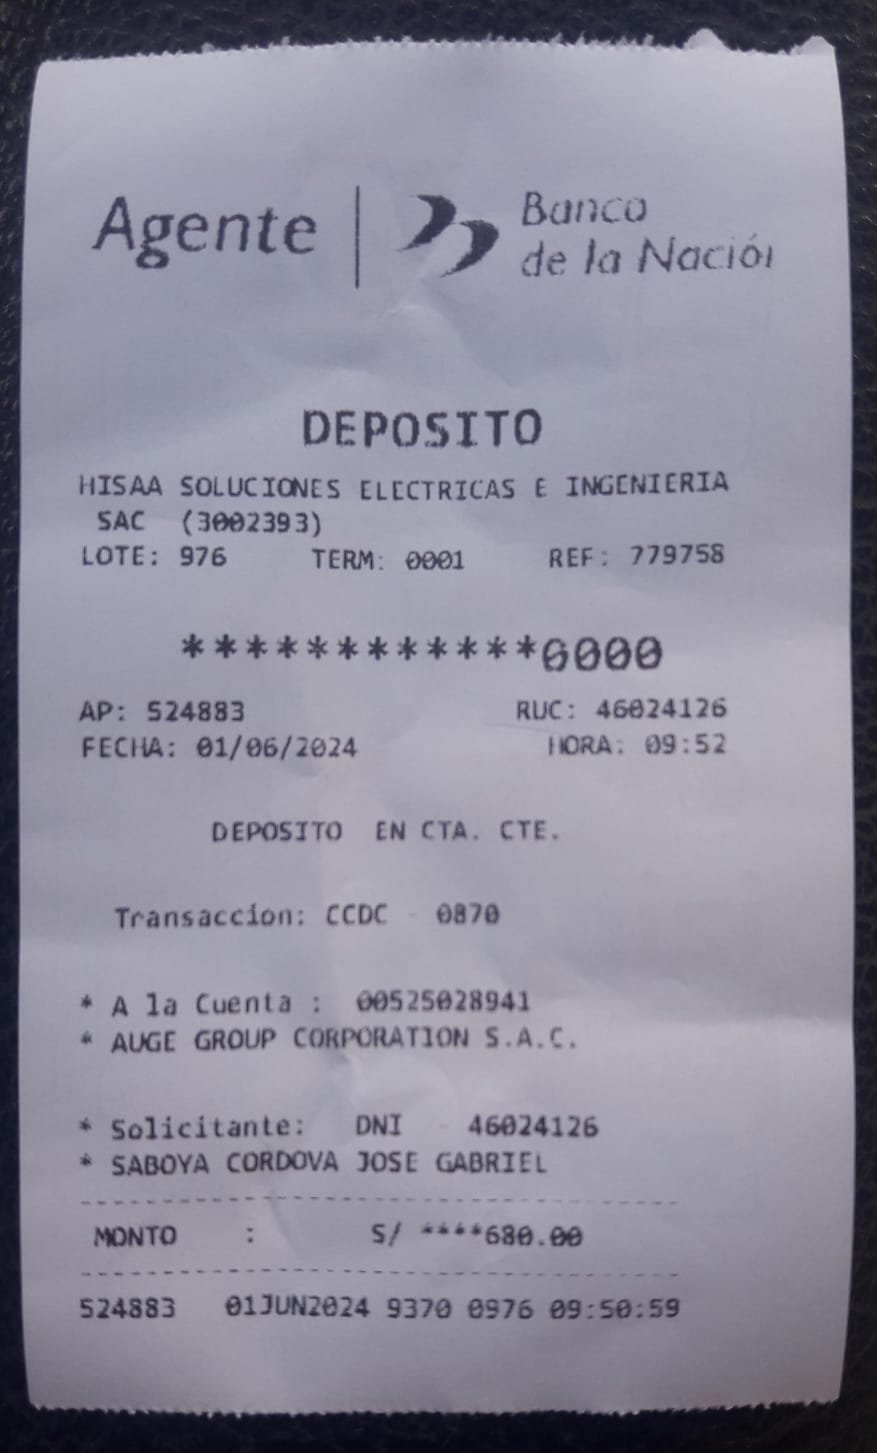 Agente
Banco
de la Nación
DEPOSITO
HISAA SOLUCIONES ELECTRICAS E INGENIERIA
SAC (3002393)
LOTE: 976 TERM: 0001 REF: 779758
************6000
AP: 524883 RUC: 46024126
FECHA: 01/06/2024 HORA: 09:52
DEPOSITO EN CTA. CTE.
Transaccion: CCDC - 0870
* A la Cuenta : 00525028941
* AUGE GROUP CORPORATION S.A.C.
* Solicitante: DNI - 46024126
* SABOYA CORDOVA JOSE GABRIEL
MONTO : S/ ****680.00
524883 01JUN2024 9370 0976 09:50:59